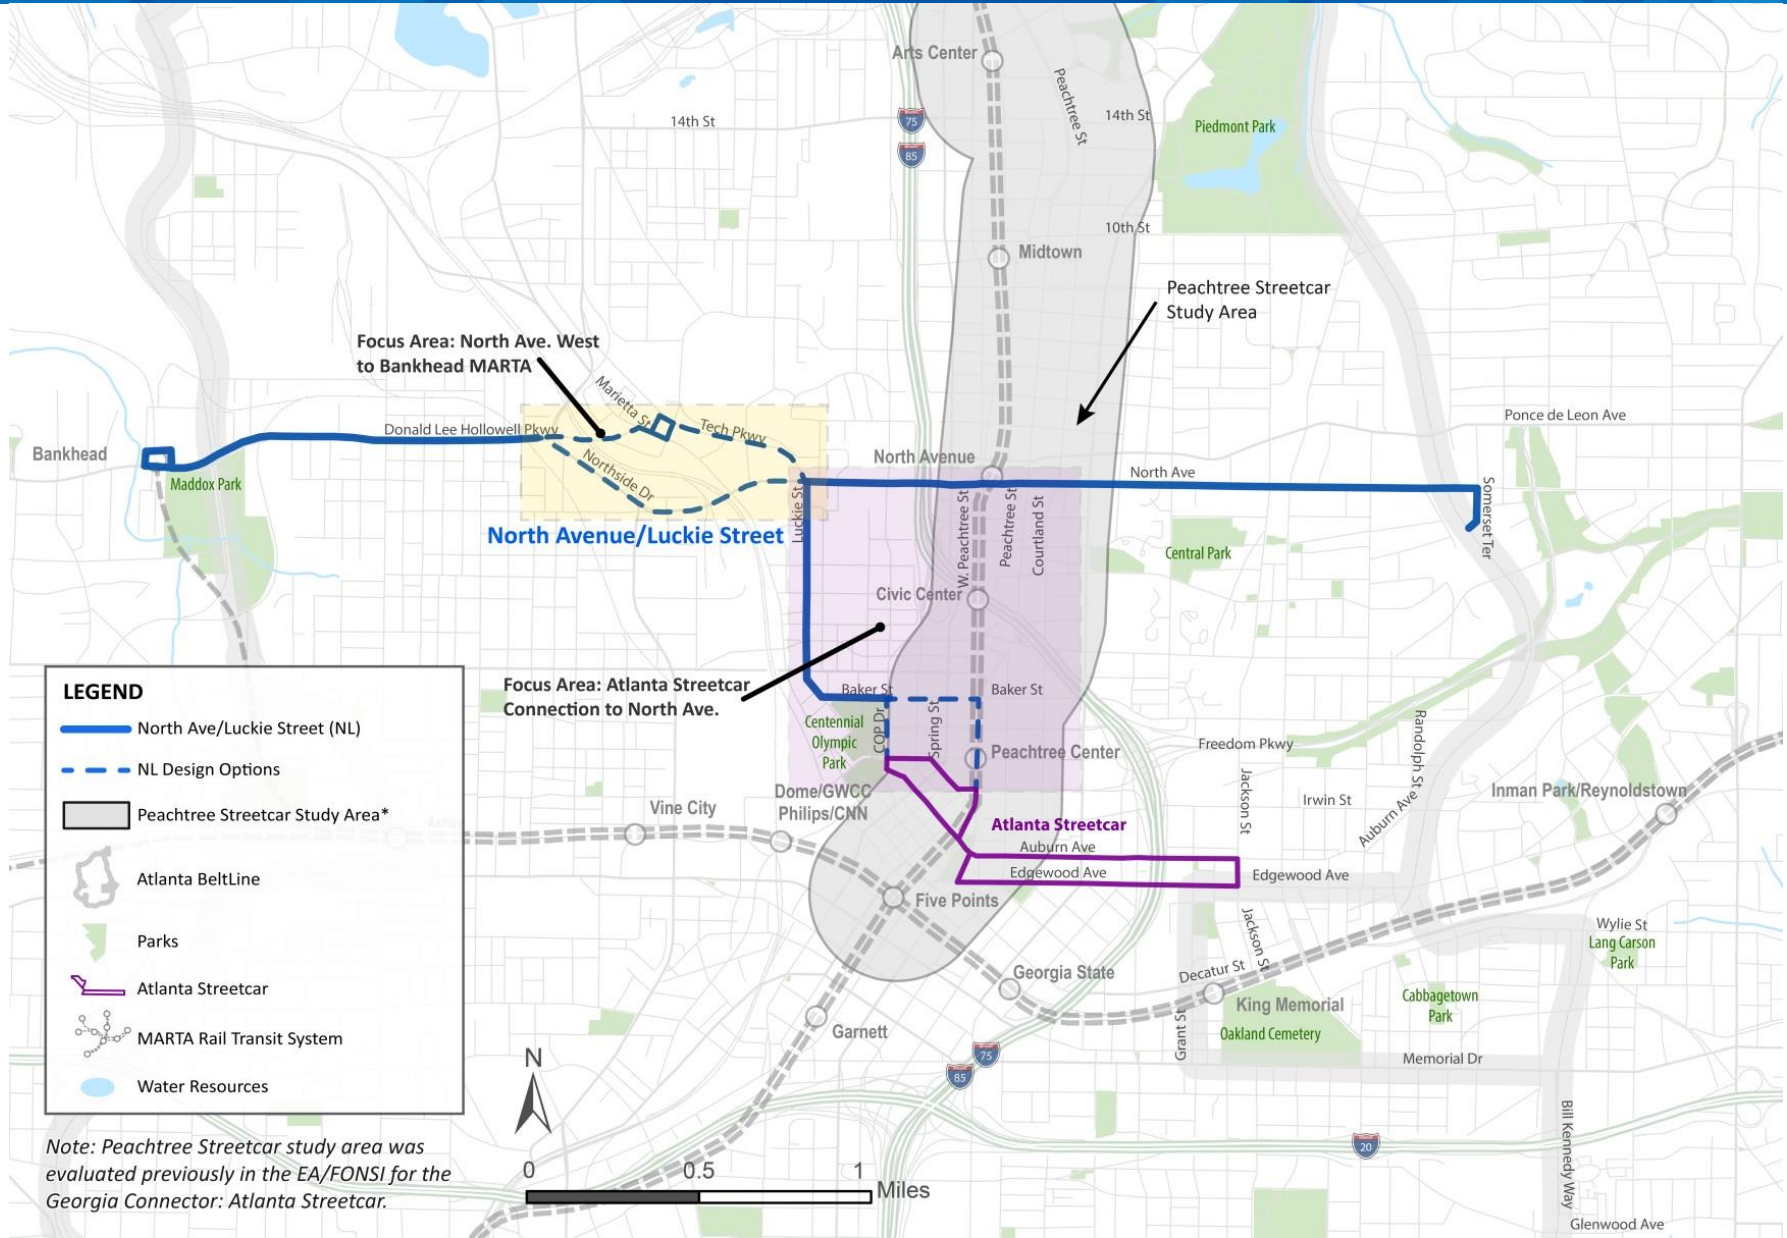 Arts Center
Peachtree St
75
14th St
14th St
Piedmont Park
85
10th St
Midtown
Peachtree Streetcar
Study Area
Focus Area: North Ave. West
to Bankhead MARTA
Marietta St
Ponce de Leon Ave
Donald Lee Hollowell Pkwy
Tech Pkwy
Bankhead
North Avenue
Northside Dr
North Ave
Maddox Park
Luckie St
W. Peachtree St
Peachtree St
Courtland St
Somerset Ter
North Avenue/Luckie Street
Central Park
Civic Center
LEGEND
North Ave/Luckie Street (NL)
NL Design Options
Peachtree Streetcar Study Area*
Atlanta BeltLine
Parks
Atlanta Streetcar
MARTA Rail Transit System
Water Resources
Focus Area: Atlanta Streetcar
Connection to North Ave.
Baker St
Baker St
Centennial
Olympic
Park
COP Dr
Spring St
Peachtree Center
Freedom Pkwy
Randolph St
Jackson St
Dome/GWCC
Philips/CNN
Vine City
Irwin St
Auburn Ave
Inman Park/Reynoldstown
Atlanta Streetcar
Auburn Ave
Edgewood Ave
Edgewood Ave
Five Points
Jackson St
Wylie St
Lang Carson
Park
Georgia State
Decatur St
King Memorial
Cabbagetown
Park
Garnett
Grant St
Oakland Cemetery
Memorial Dr
75
85
N
20
Bill Kennedy Way
Glenwood Ave
0
0.5
1
Miles
Note: Peachtree Streetcar study area was
evaluated previously in the EA/FONSI for the
Georgia Connector: Atlanta Streetcar.